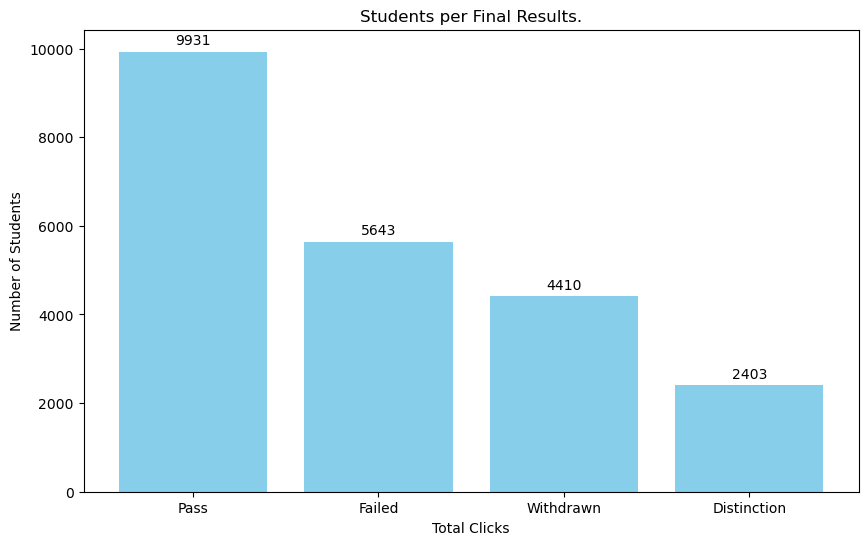 Students per Final Results.
Number of Students
10000
8000
6000
4000
2000
0
9931
5643
4410
2403
Pass
Failed
Withdrawn
Distinction
Total Clicks